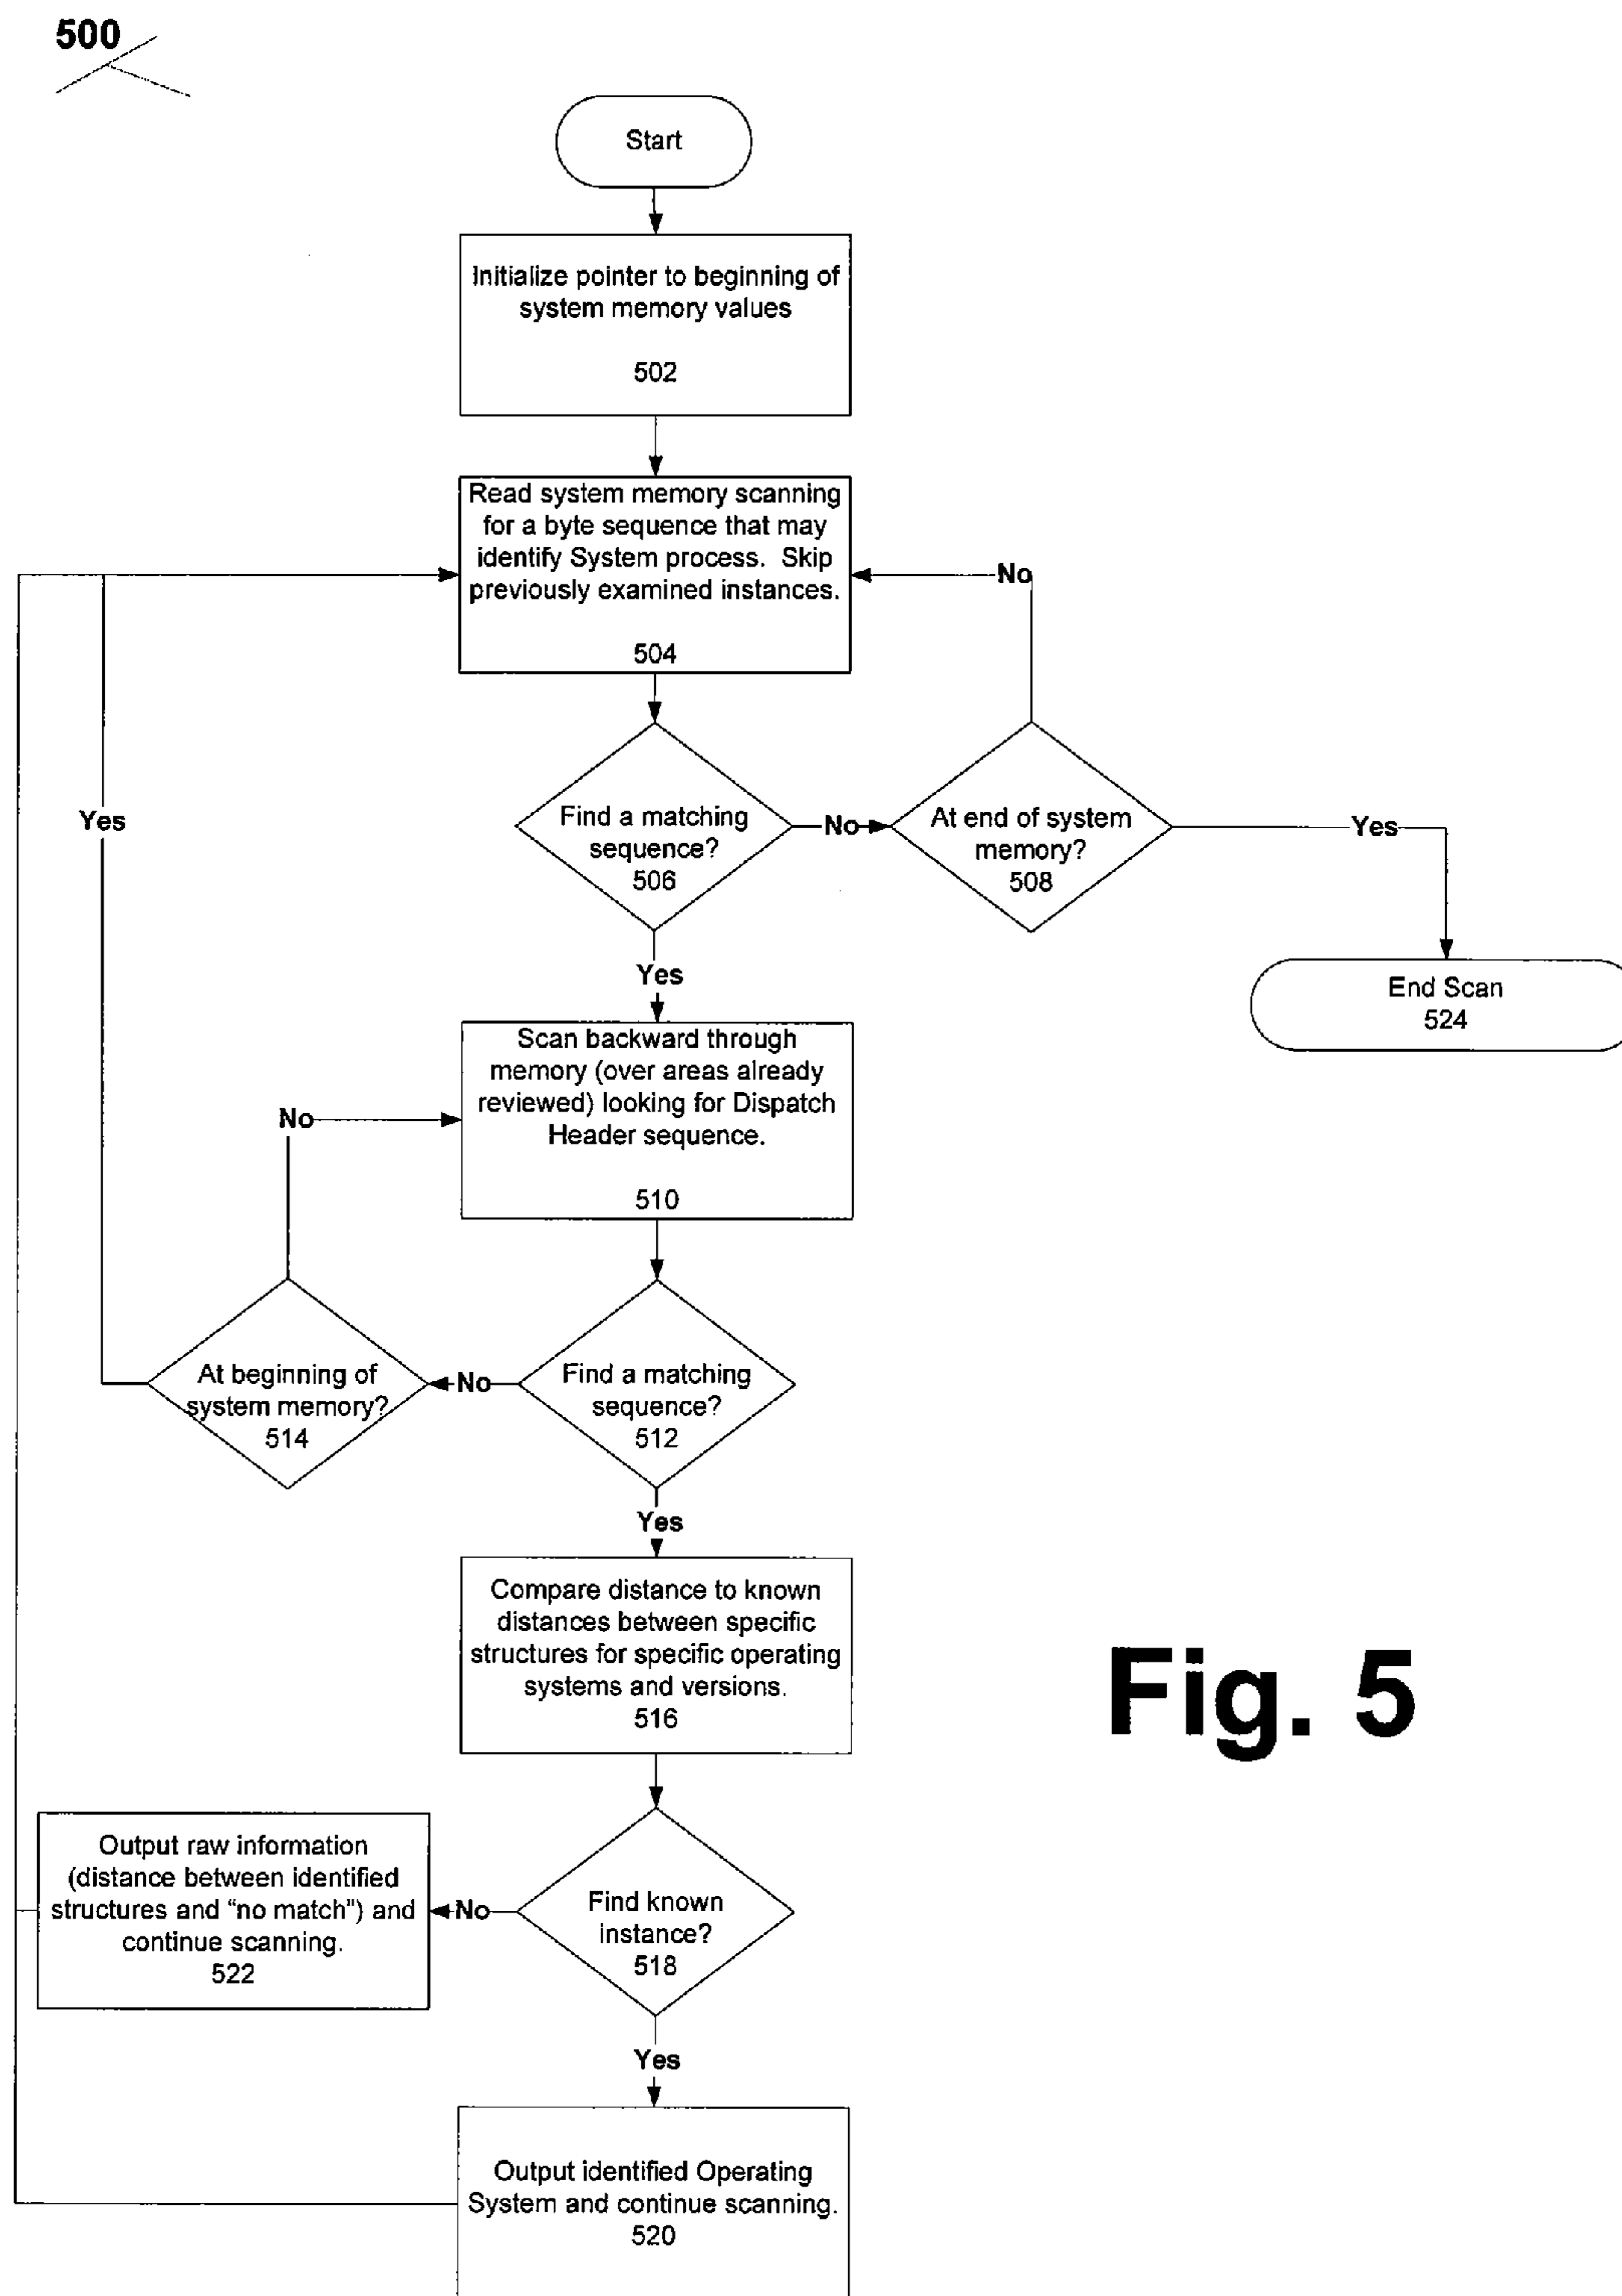 500
Start
Initialize pointer to beginning of
system memory values
502
Read system memory scanning
for a byte sequence that may
identify System process.  Skip
previously examined instances.
504
No
Yes
Find a matching
sequence?
506
No
At end of system
memory?
508
Yes
End Scan
524
Yes
Scan backward through
memory (over areas already
reviewed) looking for Dispatch
Header sequence.
510
No
At beginning of
system memory?
514
No
Find a matching
sequence?
512
Yes
Compare distance to known
distances between specific
structures for specific operating
systems and versions.
516
Fig. 5
Output raw information
(distance between identified
structures and “no match”) and
continue scanning.
522
No
Find known
instance?
518
Yes
Output identified Operating
System and continue scanning.
520